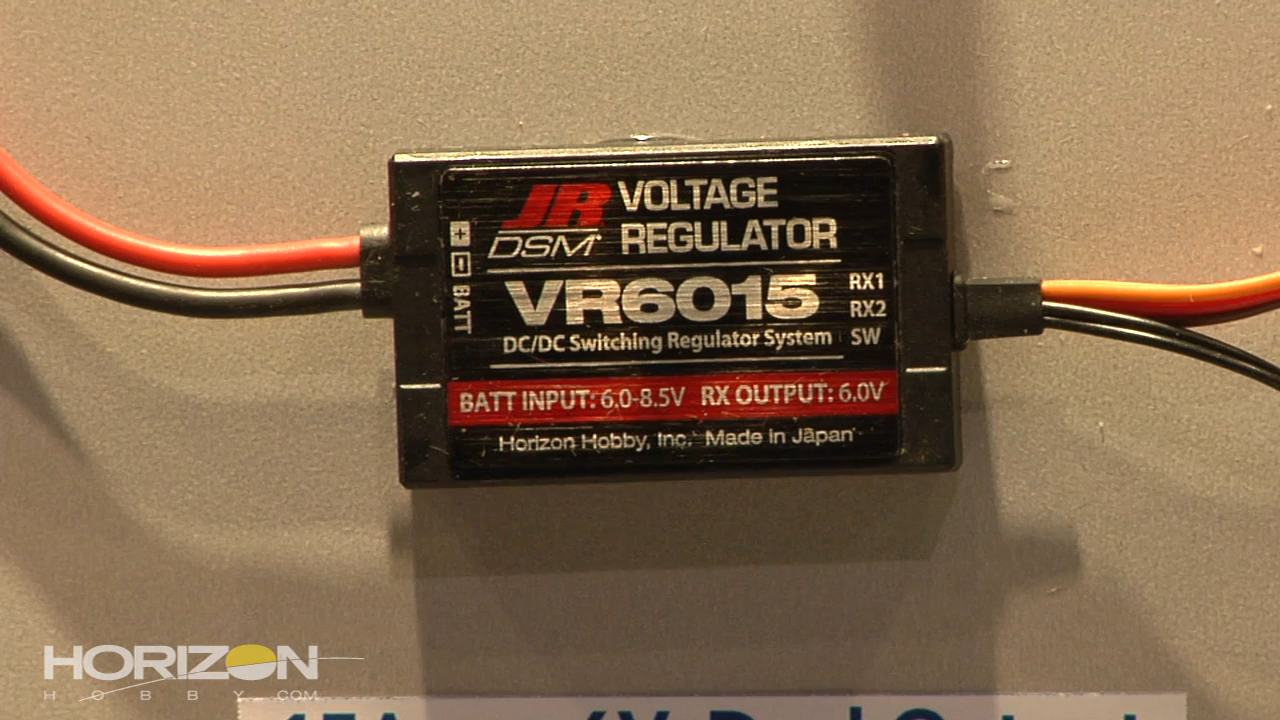 JR VOLTAGE
DSM REGULATOR
+ - BATT
VR6015
RX1
RX2
SW
DC/DC Switching Regulator System
BATT INPUT: 6.0-8.5V RX OUTPUT: 6.0V
Horizon Hobby, Inc. Made in Japan
HORIZON
HOBBY.COM